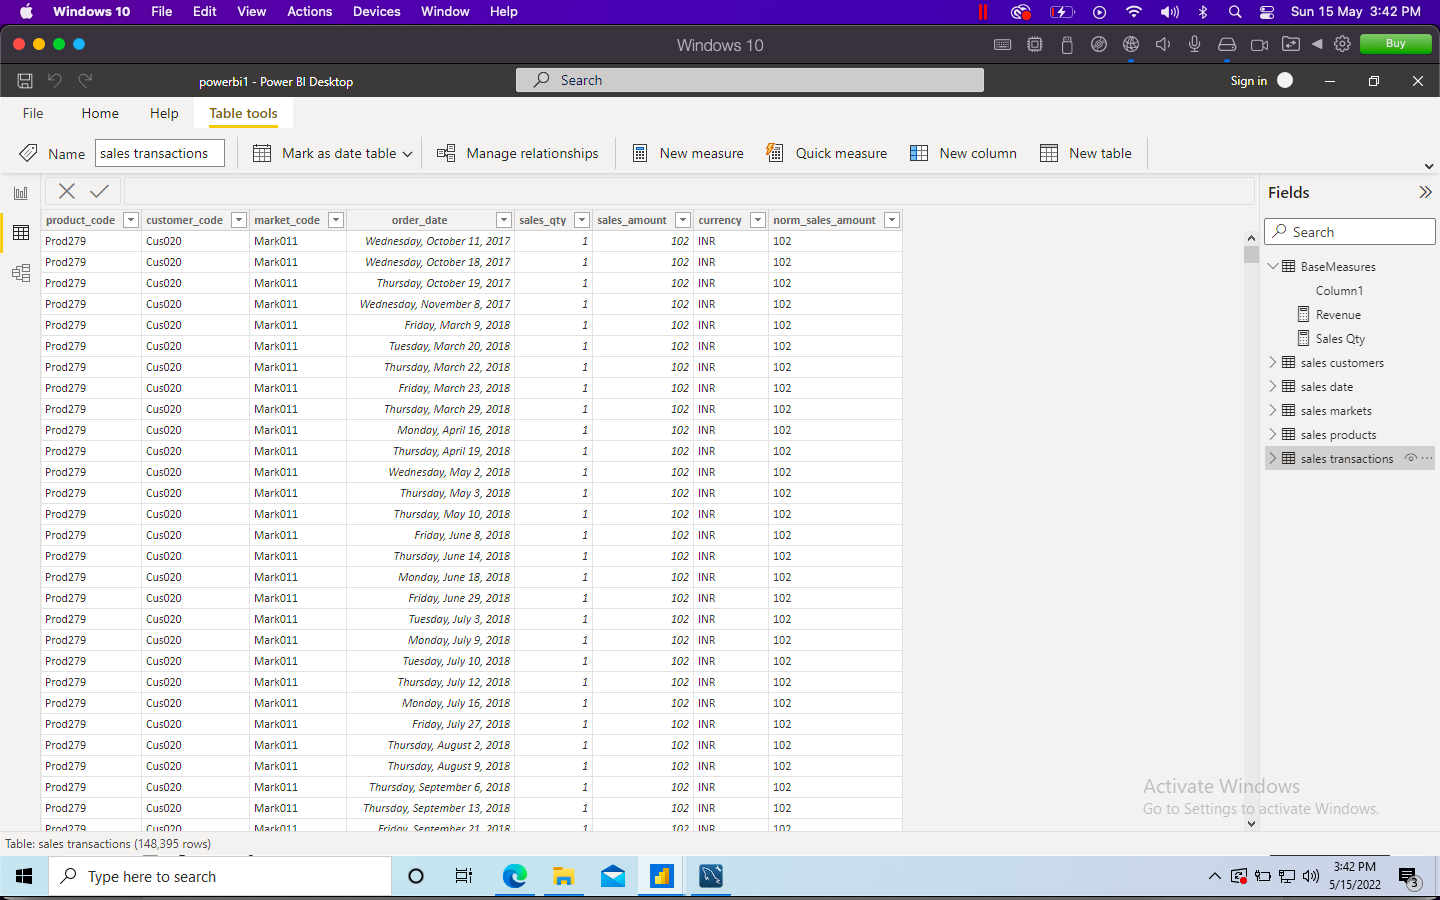 Windows 10 File Edit View Actions Devices Window Help Sun 15 May 3:42 PM
Windows 10 Buy
powerbi1 - Power BI Desktop Search Sign in
File Home Help Table tools
Name sales transactions Mark as date table Manage relationships New measure Quick measure New column New table
product_code customer_code market_code order_date sales_qty sales_amount currency norm_sales_amount
Prod279 Cus020 Mark011 Wednesday, October 11, 2017 1 102 INR 102
Prod279 Cus020 Mark011 Wednesday, October 18, 2017 1 102 INR 102
Prod279 Cus020 Mark011 Thursday, October 19, 2017 1 102 INR 102
Prod279 Cus020 Mark011 Wednesday, November 8, 2017 1 102 INR 102
Prod279 Cus020 Mark011 Friday, March 9, 2018 1 102 INR 102
Prod279 Cus020 Mark011 Tuesday, March 20, 2018 1 102 INR 102
Prod279 Cus020 Mark011 Thursday, March 22, 2018 1 102 INR 102
Prod279 Cus020 Mark011 Friday, March 23, 2018 1 102 INR 102
Prod279 Cus020 Mark011 Thursday, March 29, 2018 1 102 INR 102
Prod279 Cus020 Mark011 Monday, April 16, 2018 1 102 INR 102
Prod279 Cus020 Mark011 Thursday, April 19, 2018 1 102 INR 102
Prod279 Cus020 Mark011 Wednesday, May 2, 2018 1 102 INR 102
Prod279 Cus020 Mark011 Thursday, May 3, 2018 1 102 INR 102
Prod279 Cus020 Mark011 Thursday, May 10, 2018 1 102 INR 102
Prod279 Cus020 Mark011 Friday, June 8, 2018 1 102 INR 102
Prod279 Cus020 Mark011 Thursday, June 14, 2018 1 102 INR 102
Prod279 Cus020 Mark011 Monday, June 18, 2018 1 102 INR 102
Prod279 Cus020 Mark011 Friday, June 29, 2018 1 102 INR 102
Prod279 Cus020 Mark011 Tuesday, July 3, 2018 1 102 INR 102
Prod279 Cus020 Mark011 Monday, July 9, 2018 1 102 INR 102
Prod279 Cus020 Mark011 Tuesday, July 10, 2018 1 102 INR 102
Prod279 Cus020 Mark011 Thursday, July 12, 2018 1 102 INR 102
Prod279 Cus020 Mark011 Monday, July 16, 2018 1 102 INR 102
Prod279 Cus020 Mark011 Friday, July 27, 2018 1 102 INR 102
Prod279 Cus020 Mark011 Thursday, August 2, 2018 1 102 INR 102
Prod279 Cus020 Mark011 Thursday, August 9, 2018 1 102 INR 102
Prod279 Cus020 Mark011 Thursday, September 6, 2018 1 102 INR 102
Prod279 Cus020 Mark011 Thursday, September 13, 2018 1 102 INR 102
Prod279 Cus020 Mark011 Friday, September 21, 2018 1 102 INR 102
Fields
Search
BaseMeasures
Column1
Revenue
Sales Qty
sales customers
sales date
sales markets
sales products
sales transactions
Activate Windows
Go to Settings to activate Windows.
Table: sales transactions (148,395 rows)
Type here to search 3:42 PM
5/15/2022 3